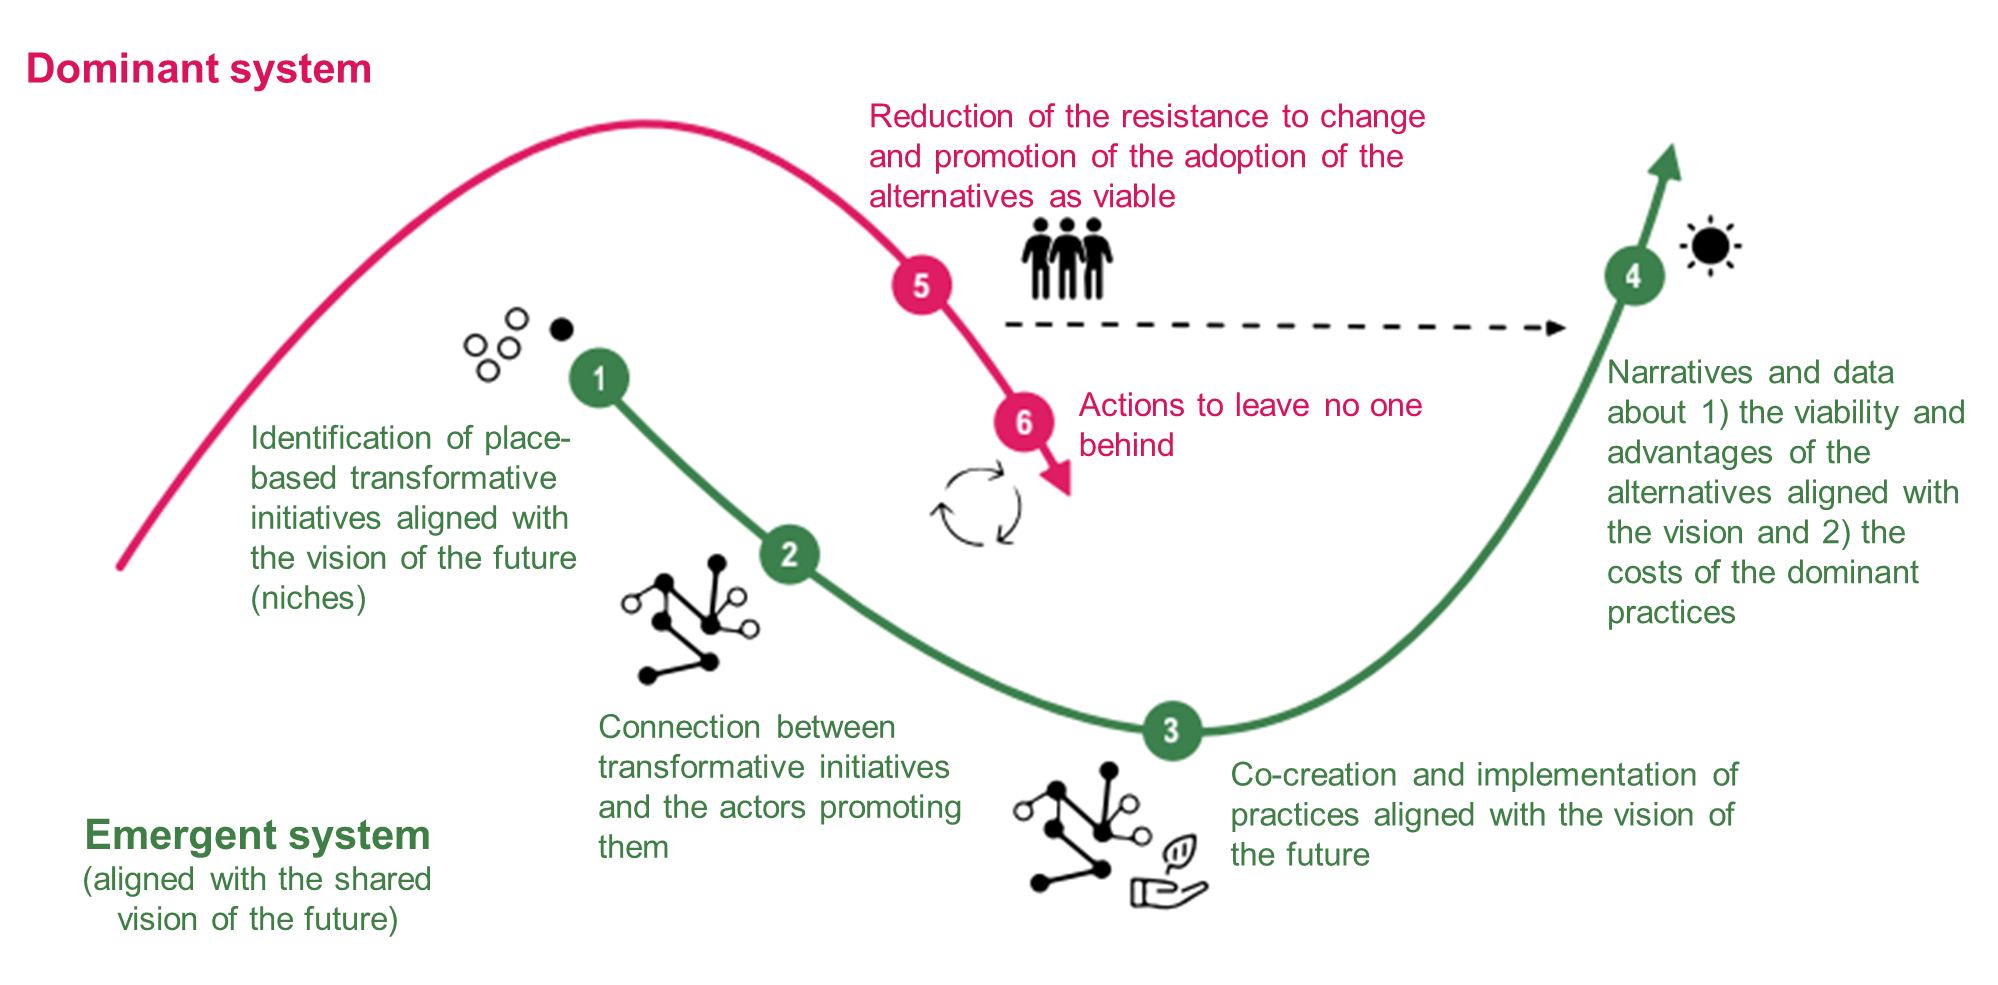 Dominant system
Reduction of the resistance to change
and promotion of the adoption of the
alternatives as viable
5
4
1
6
Actions to leave no one
behind
Identification of place-
based transformative
initiatives aligned with
the vision of the future
(niches)
Narratives and data
about 1) the viability and
advantages of the
alternatives aligned with
the vision and 2) the
costs of the dominant
practices
2
Connection between
transformative initiatives
and the actors promoting
them
3
Co-creation and implementation of
practices aligned with the vision of
the future
Emergent system
(aligned with the shared
vision of the future)